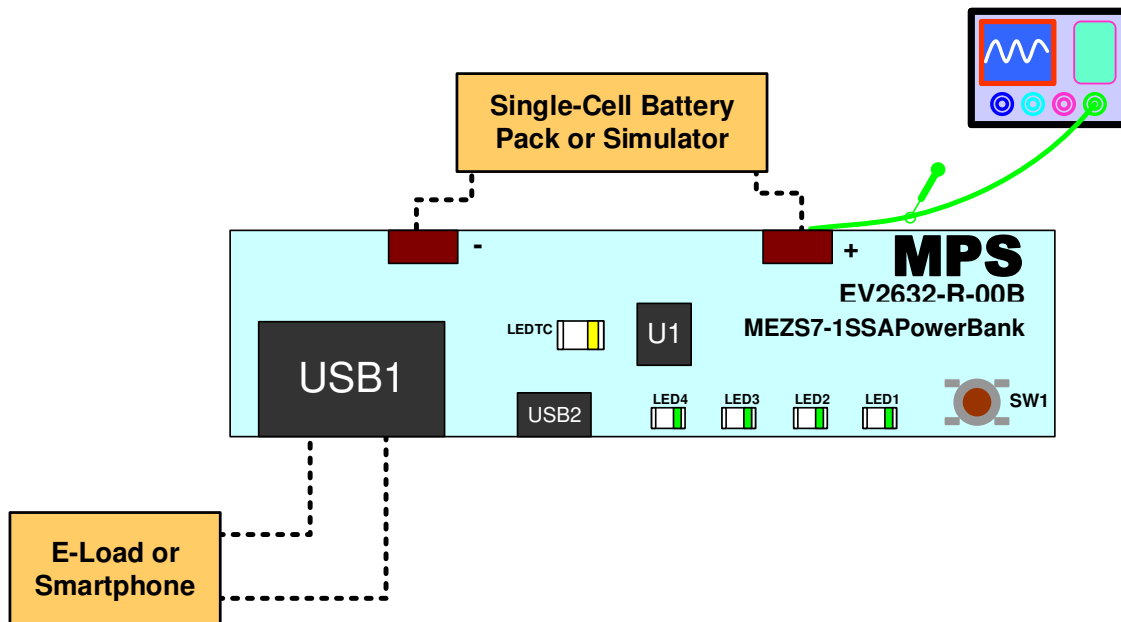 Single-Cell Battery
Pack or Simulator
-
+
MPS
EV2632-R-00B
MEZS7-1SSAPowerBank
LEDTC
U1
USB1
USB2
LED4
LED3
LED2
LED1
SW1
E-Load or
Smartphone